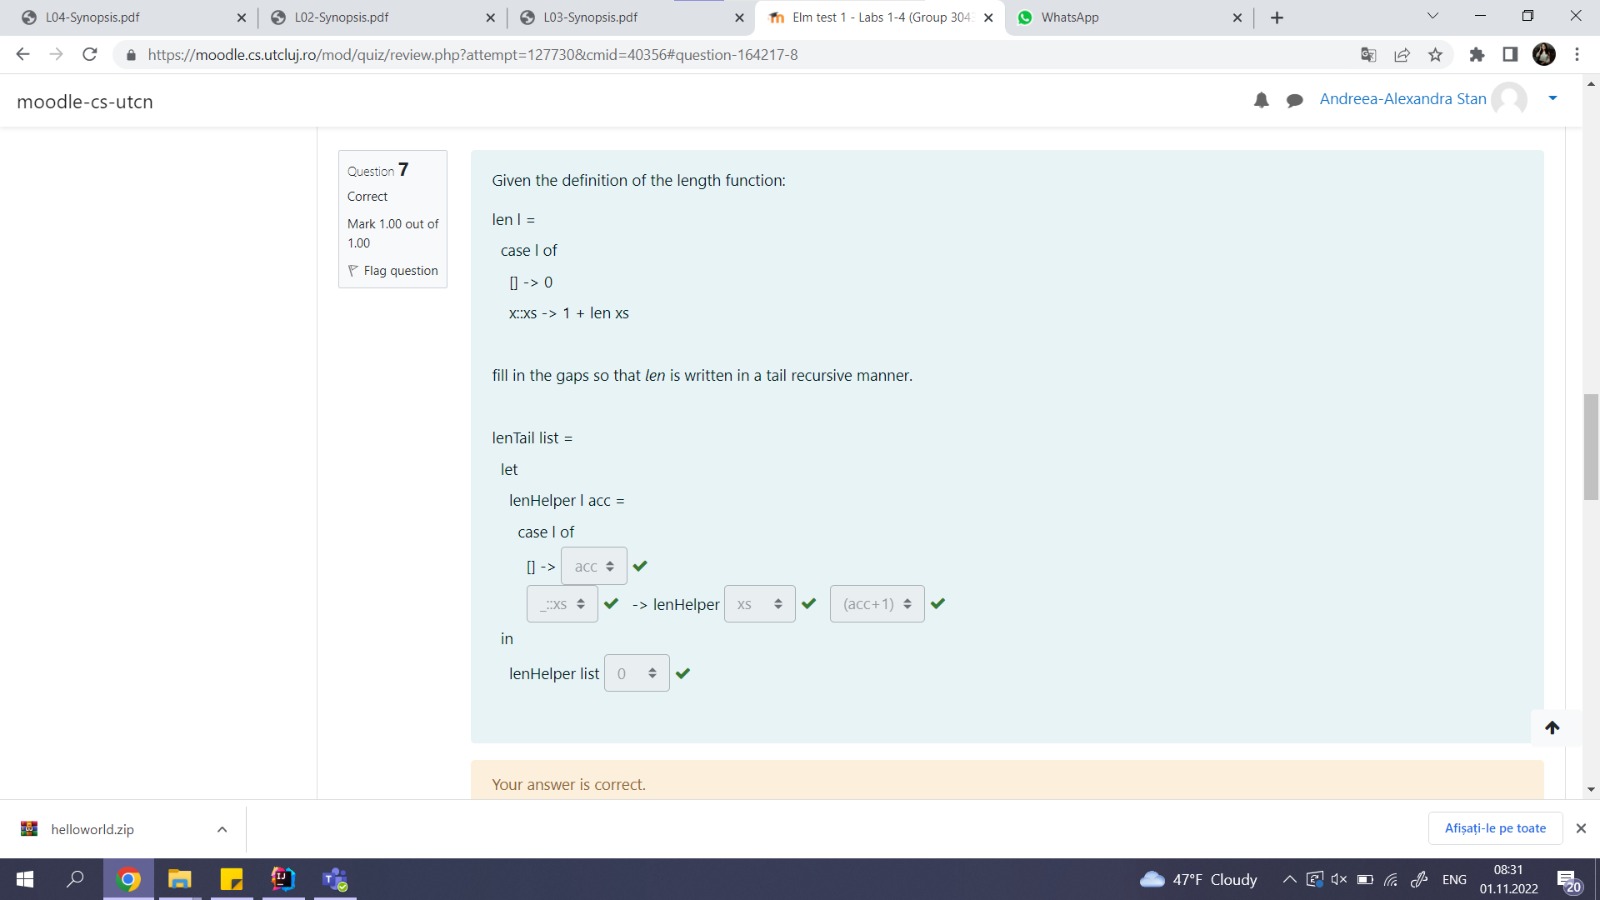 L04-Synopsis.pdf
L02-Synopsis.pdf
L03-Synopsis.pdf
Elm test 1 - Labs 1-4 (Group 304
WhatsApp
https://moodle.cs.utcluj.ro/mod/quiz/review.php?attempt=127730&cmid=40356#question-164217-8
moodle-cs-utcn
Andreea-Alexandra Stan
Question 7
Correct
Mark 1.00 out of
1.00
Flag question
Given the definition of the length function:
len l =
case l of
[] -> 0
x::xs -> 1 + len xs
fill in the gaps so that len is written in a tail recursive manner.
lenTail list =
let
lenHelper l acc =
case l of
[] -> acc
_::xs -> lenHelper xs (acc+1)
in
lenHelper list 0
Your answer is correct.
helloworld.zip
Afișați-le pe toate
47°F Cloudy
ENG
08:31
01.11.2022
20